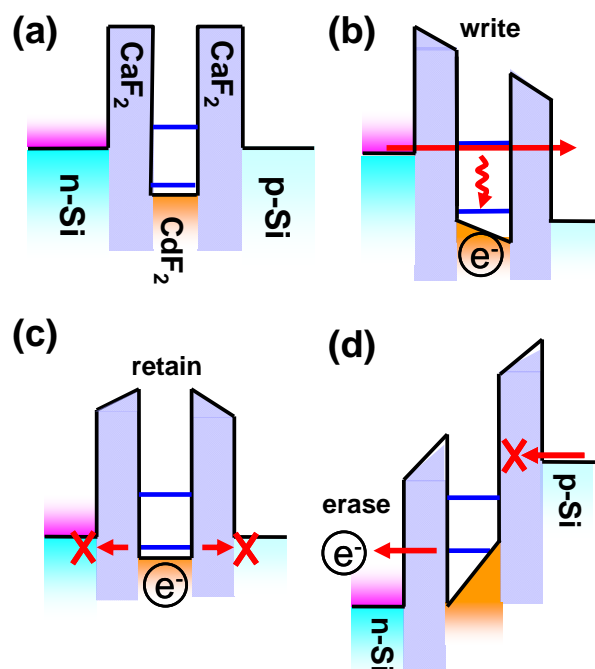 (a)
CaF₂
CaF₂
n-Si
CdF₂
p-Si
(b)
write
e⁻
(c)
retain
e⁻
(d)
erase
e⁻
n-Si
p-Si